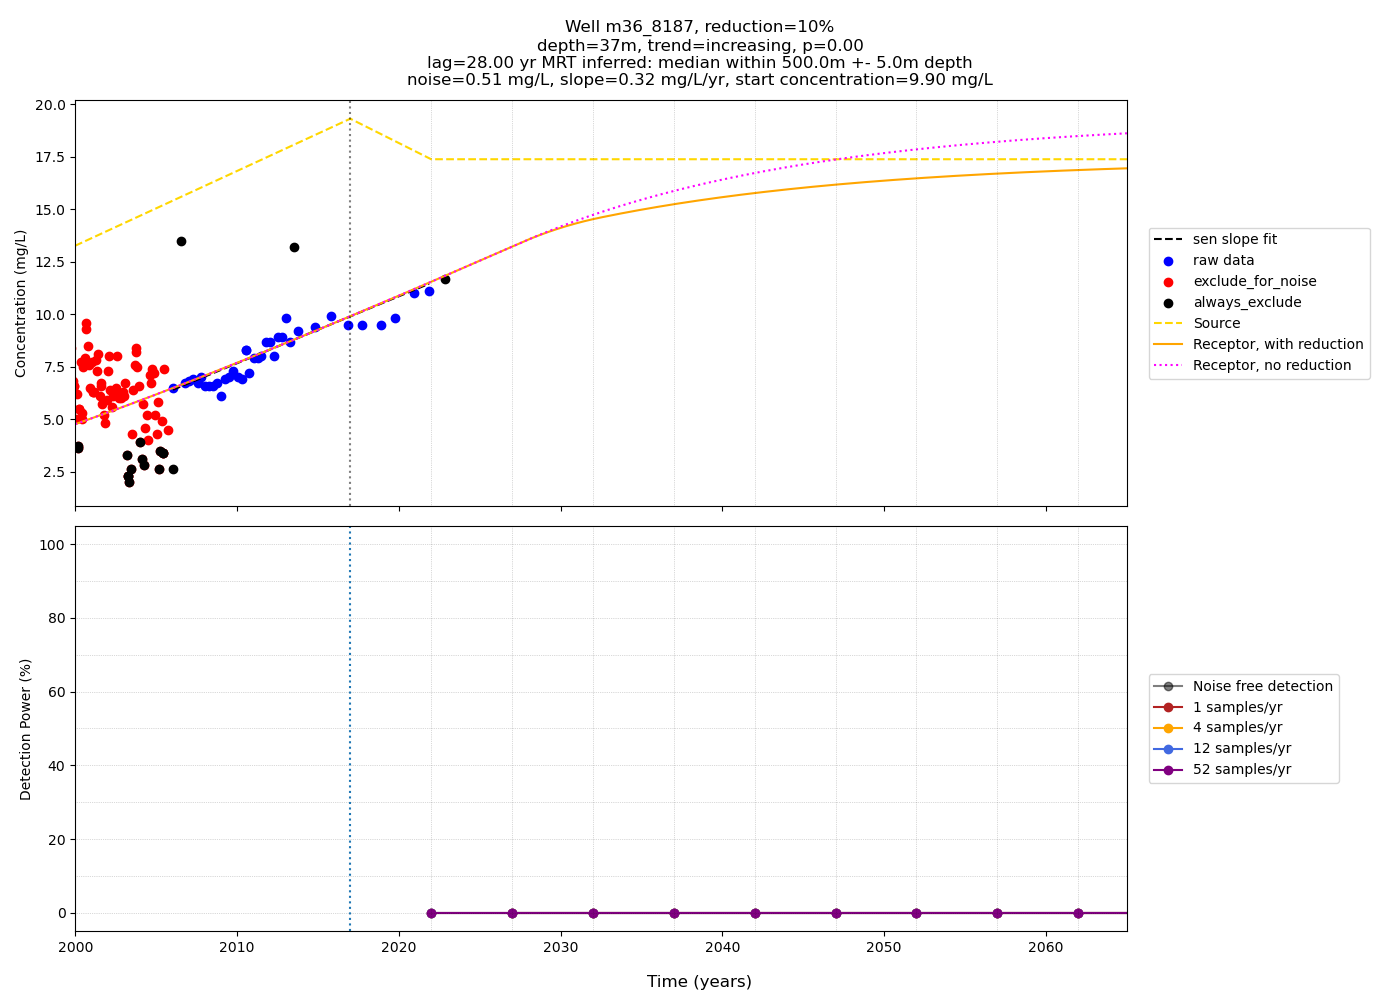 Well m36_8187, reduction=10%
depth=37m, trend=increasing, p=0.00
lag=28.00 yr MRT inferred: median within 500.0m +- 5.0m depth
noise=0.51 mg/L, slope=0.32 mg/L/yr, start concentration=9.90 mg/L
Concentration (mg/L)
20.0
17.5
15.0
12.5
10.0
7.5
5.0
2.5
sen slope fit
raw data
exclude_for_noise
always_exclude
Source
Receptor, with reduction
Receptor, no reduction
Detection Power (%)
100
80
60
40
20
0
Noise free detection
1 samples/yr
4 samples/yr
12 samples/yr
52 samples/yr
2000 2010 2020 2030 2040 2050 2060
Time (years)